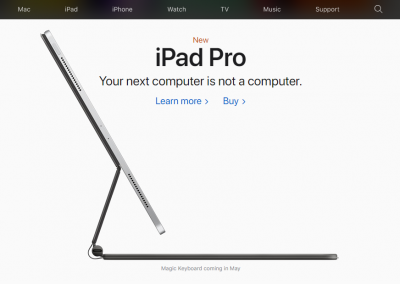 Mac iPad iPhone Watch TV Music Support
New
iPad Pro
Your next computer is not a computer.
Learn more > Buy >
Magic Keyboard coming in May